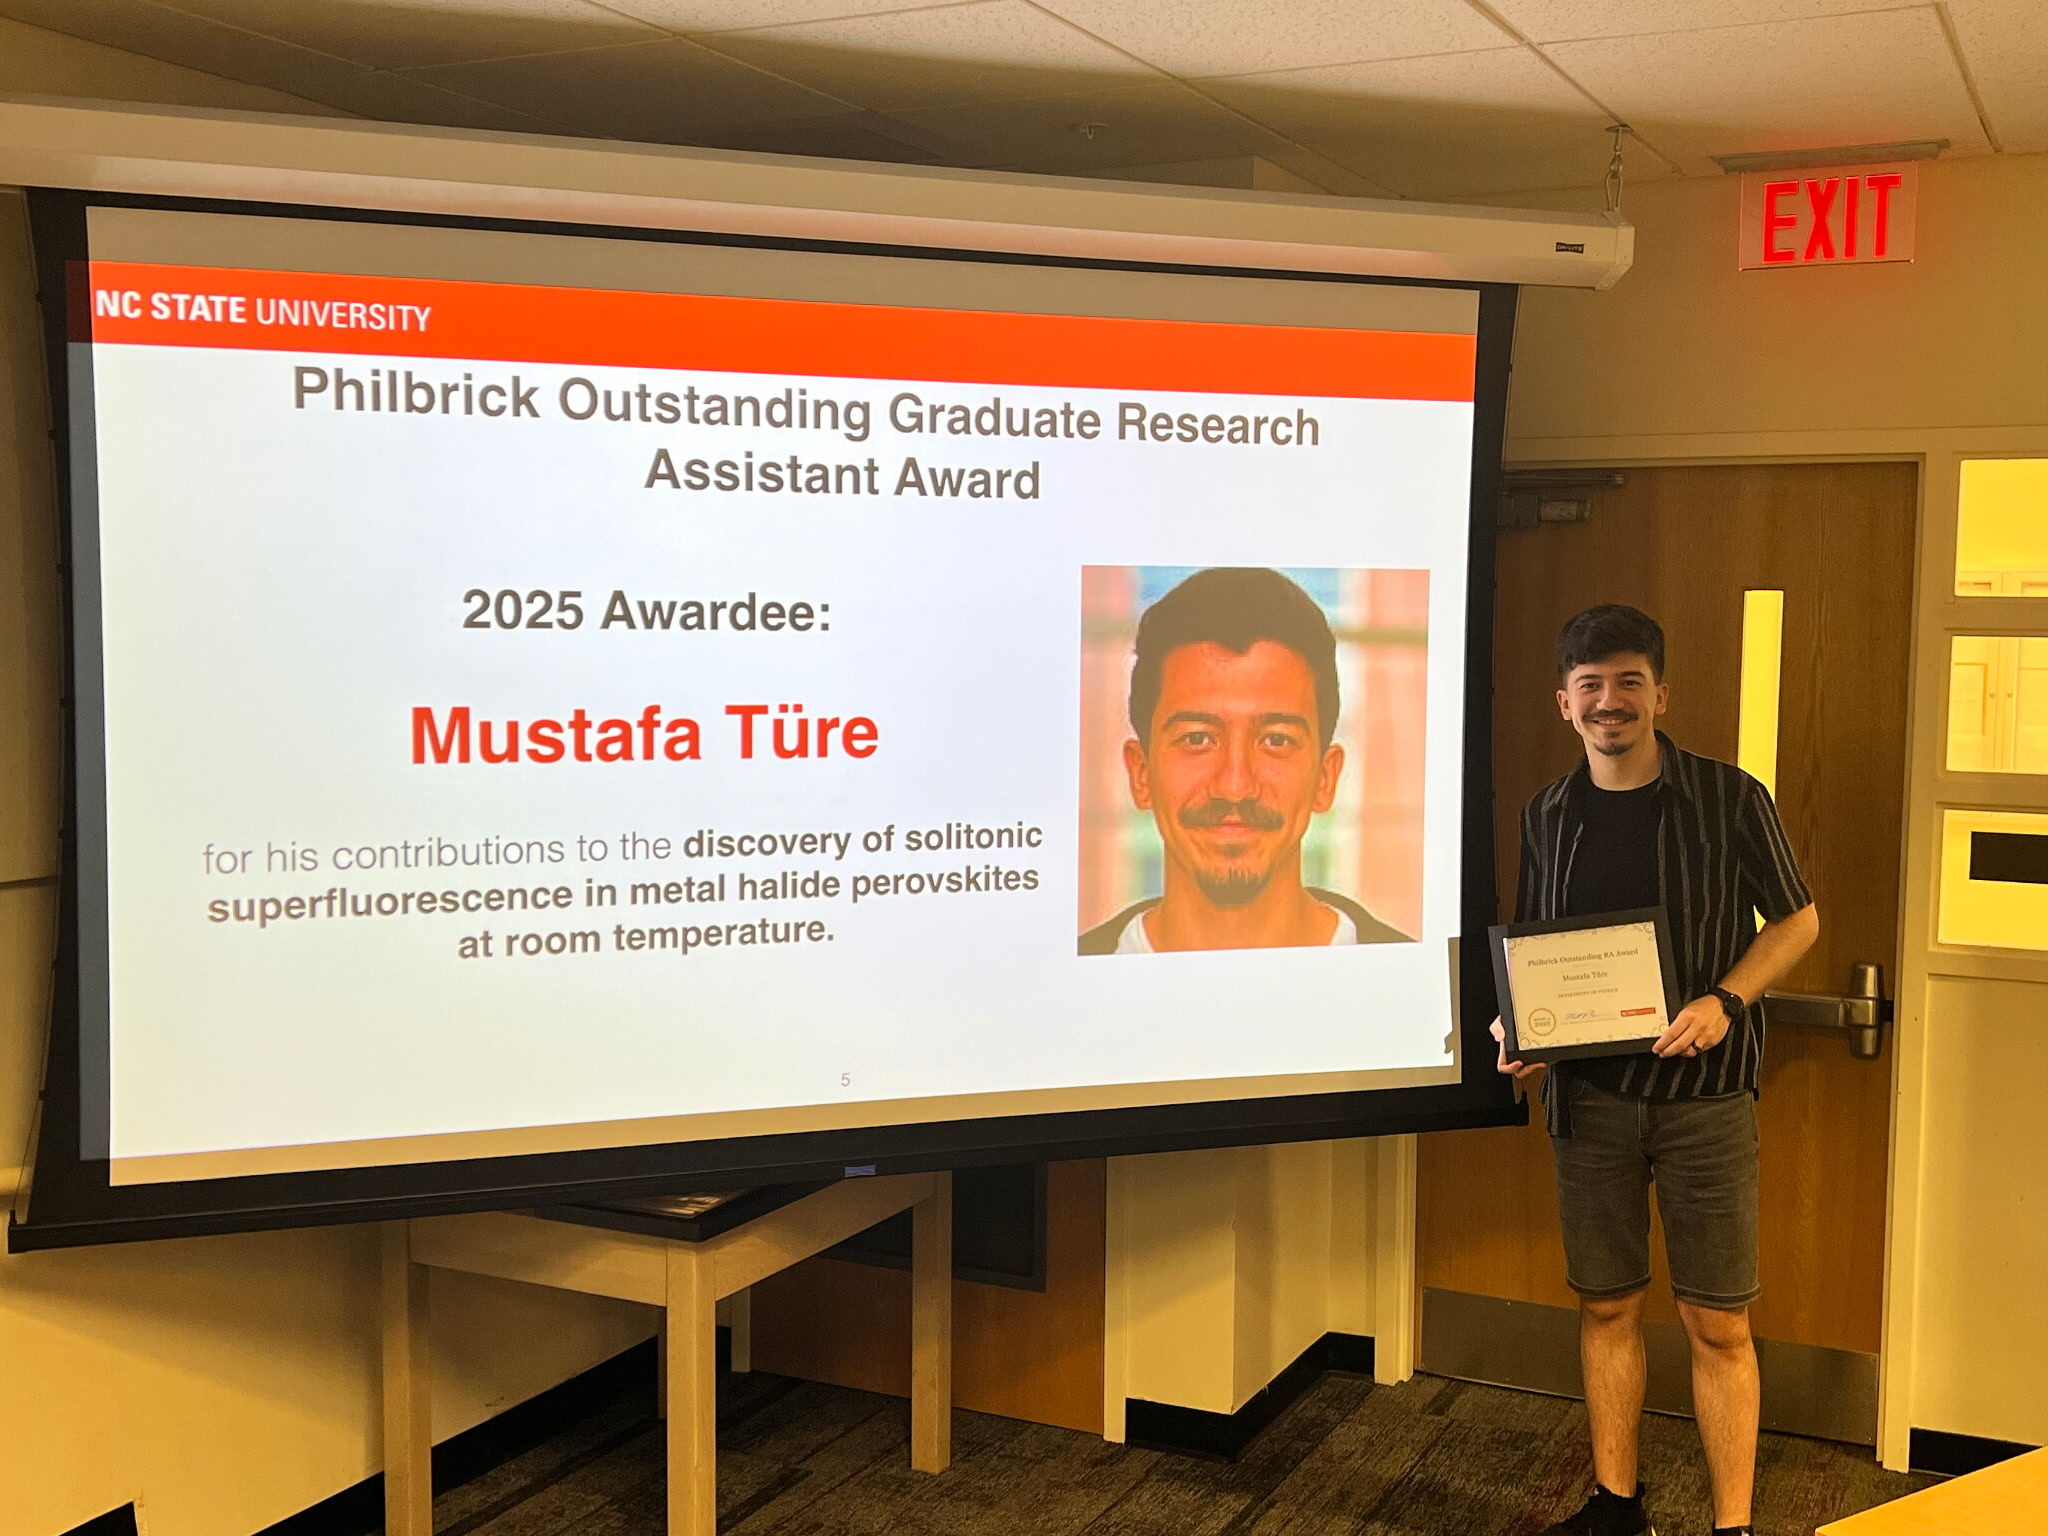 NC STATE UNIVERSITY
Philbrick Outstanding Graduate Research
Assistant Award
2025 Awardee:
Mustafa Türe
for his contributions to the discovery of solitonic
superfluorescence in metal halide perovskites
at room temperature.
5
EXIT
DA-LITE
Philbrick Outstanding RA Award
Mustafa Türe
DEPARTMENT OF PHYSICS
2025